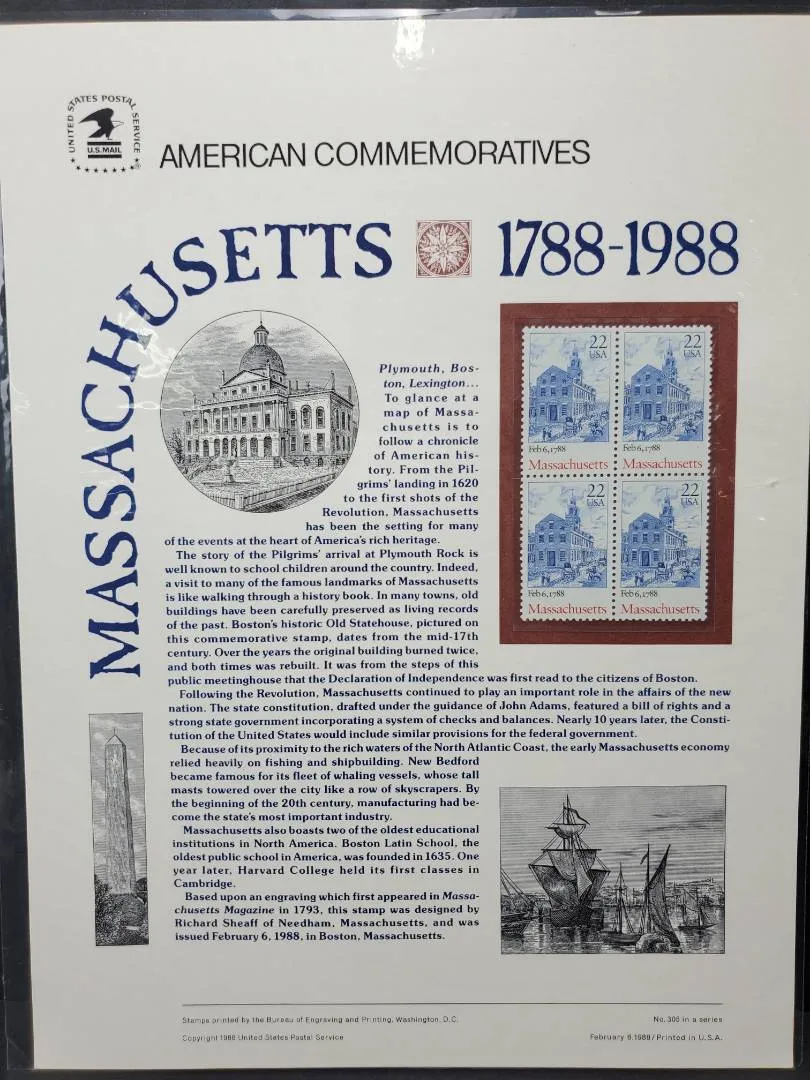 UNITED STATES POSTAL SERVICE
U.S.MAIL
AMERICAN COMMEMORATIVES
MASSACHUSETTS 1788-1988
Plymouth, Bos-
ton, Lexington...
To glance at a
map of Massa-
chusetts is to
follow a chronicle
of American his-
tory. From the Pil-
grims' landing in 1620
to the first shots of the
Revolution, Massachusetts
has been the setting for many
of the events at the heart of America's rich heritage.
The story of the Pilgrims' arrival at Plymouth Rock is
well known to school children around the country. Indeed,
a visit to many of the famous landmarks of Massachusetts
is like walking through a history book. In many towns, old
buildings have been carefully preserved as living records
of the past. Boston's historic Old Statehouse, pictured on
this commemorative stamp, dates from the mid-17th
century. Over the years the original building burned twice,
and both times was rebuilt. It was from the steps of this
public meetinghouse that the Declaration of Independence was first read to the citizens of Boston.
Following the Revolution, Massachusetts continued to play an important role in the affairs of the new
nation. The state constitution, drafted under the guidance of John Adams, featured a bill of rights and a
strong state government incorporating a system of checks and balances. Nearly 10 years later, the Consti-
tution of the United States would include similar provisions for the federal government.
Because of its proximity to the rich waters of the North Atlantic Coast, the early Massachusetts economy
relied heavily on fishing and shipbuilding. New Bedford
became famous for its fleet of whaling vessels, whose tall
masts towered over the city like a row of skyscrapers. By
the beginning of the 20th century, manufacturing had be-
come the state's most important industry.
Massachusetts also boasts two of the oldest educational
institutions in North America. Boston Latin School, the
oldest public school in America, was founded in 1635. One
year later, Harvard College held its first classes in
Cambridge.
Based upon an engraving which first appeared in Massa-
chusetts Magazine in 1793, this stamp was designed by
Richard Sheaff of Needham, Massachusetts, and was
issued February 6, 1988, in Boston, Massachusetts.
22
USA
Feb 6, 1788
Massachusetts
22
USA
Feb 6, 1788
Massachusetts
22
USA
Feb 6, 1788
Massachusetts
22
USA
Feb 6, 1788
Massachusetts
Stamps printed by the Bureau of Engraving and Printing, Washington, D.C.
No. 306 in a series
Copyright 1988 United States Postal Service
February 6, 1988/Printed in U.S.A.